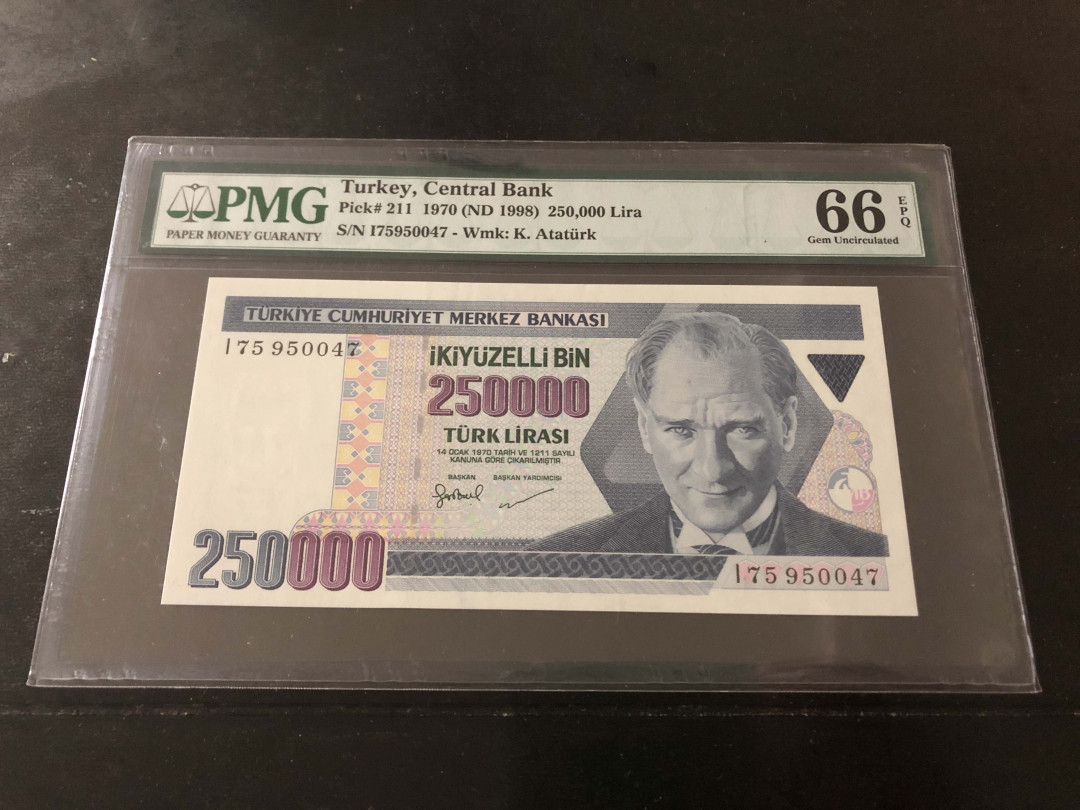 PMG
PAPER MONEY GUARANTY
Turkey, Central Bank
Pick# 211 1970 (ND 1998) 250,000 Lira
S/N I75950047 - Wmk: K. Atatürk
66
EPQ
Gem Uncirculated
TÜRKİYE CUMHURİYET MERKEZ BANKASI
I75 950047
İKİYÜZELLİ BİN
250000
TÜRK LİRASI
14 OCAK 1970 TARİH VE 1211 SAYILI
KANUNA GÖRE ÇIKARILMIŞTIR
BAŞKAN BAŞKAN YARDIMCISI
250000
I75 950047